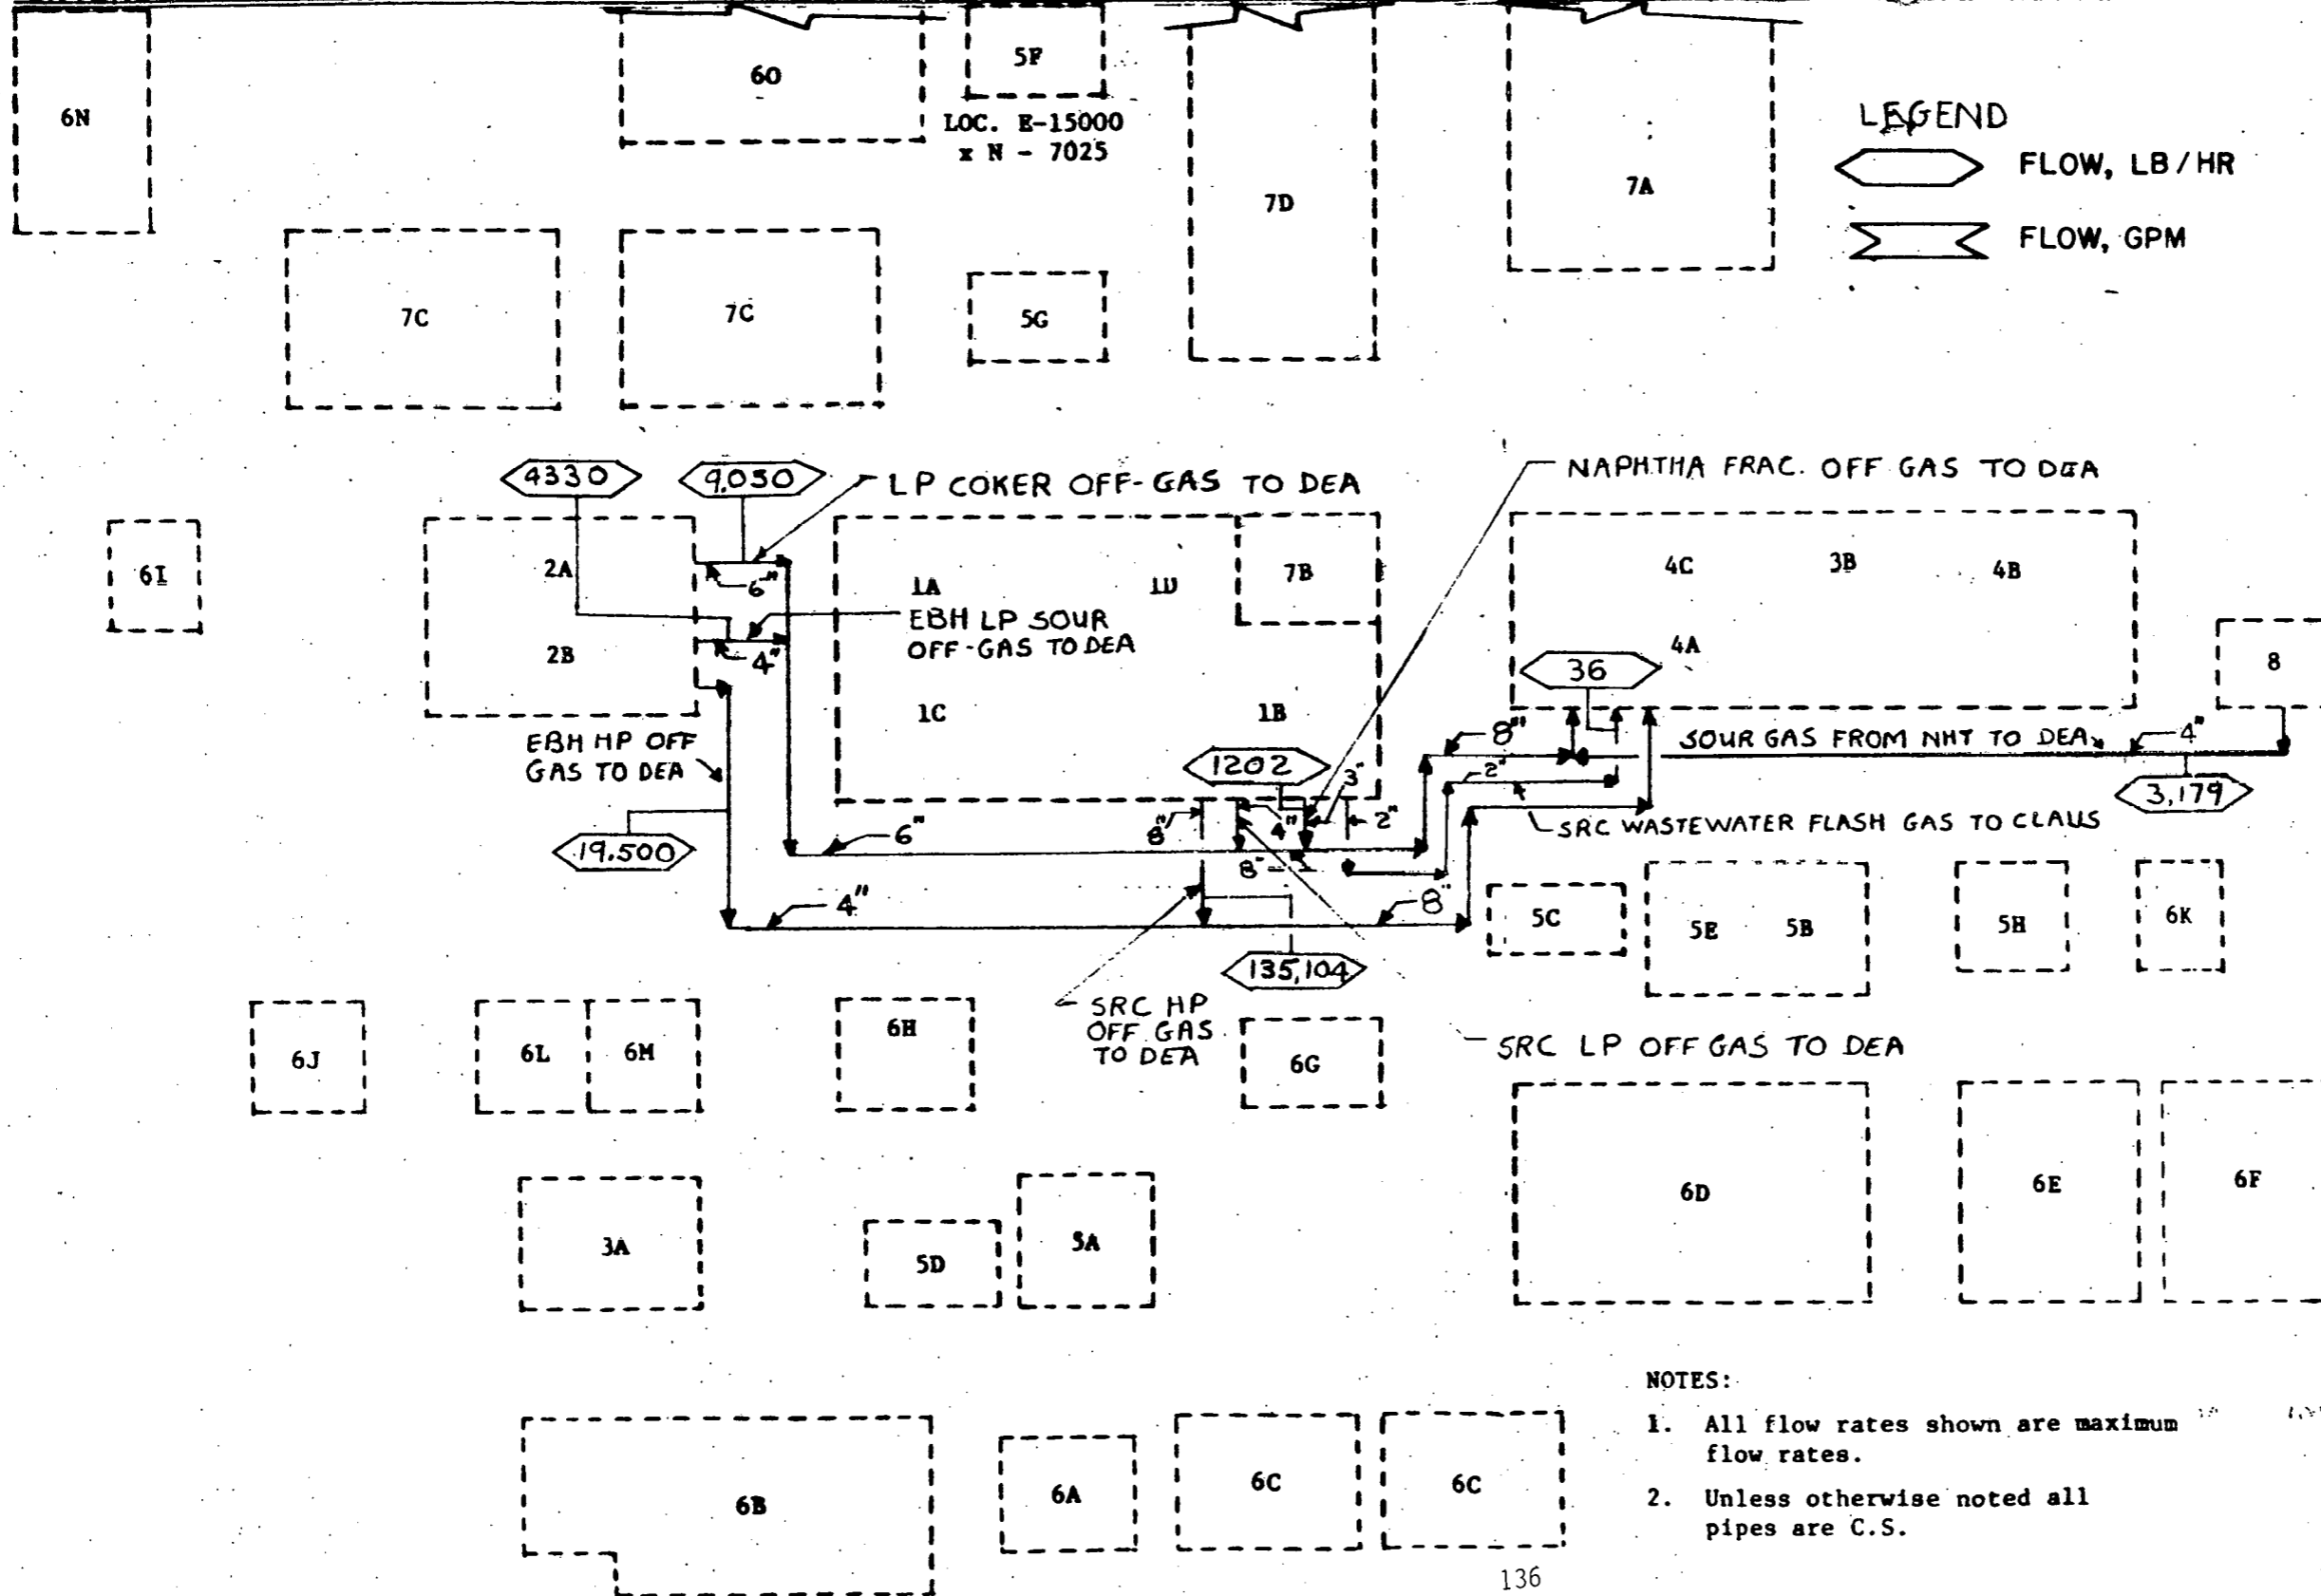 6N
6O
5F
LOC. E-15000
x N - 7025
7D
7A
LEGEND
FLOW, LB/HR
FLOW, GPM
7C
7C
5G
4330
9,050
LP COKER OFF-GAS TO DEA
NAPHTHA FRAC. OFF GAS TO DEA
6I
2A
6"
1A
1D
7B
4C
3B
4B
EBH LP SOUR
OFF-GAS TO DEA
2B
4"
4A
36
8
1C
1B
EBH HP OFF
GAS TO DEA
8"
SOUR GAS FROM NHT TO DEA
4"
1202
3"
2"
3,179
8"
4"
2"
SRC WASTEWATER FLASH GAS TO CLAUS
19.500
6"
8"
4"
8"
5C
5E
5B
5H
6K
135,104
SRC HP
OFF GAS
TO DEA
SRC LP OFF GAS TO DEA
6J
6L
6M
6H
6G
6D
6E
6F
3A
5D
5A
NOTES:
1. All flow rates shown are maximum
flow rates.
2. Unless otherwise noted all
pipes are C.S.
6B
6A
6C
6C
136